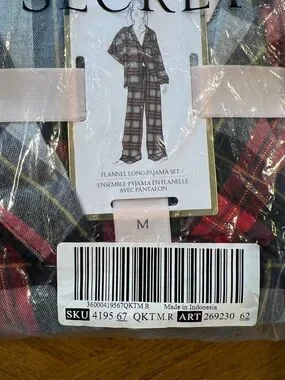 SECRET
FLANNEL LONG PAJAMA SET /
ENSEMBLE-PYJAMA EN FLANELLE
AVEC PANTALON
M
36000419567QKTM.R Made in Indonesia
SKU 4195 67 QKTM.R ART 269230 62